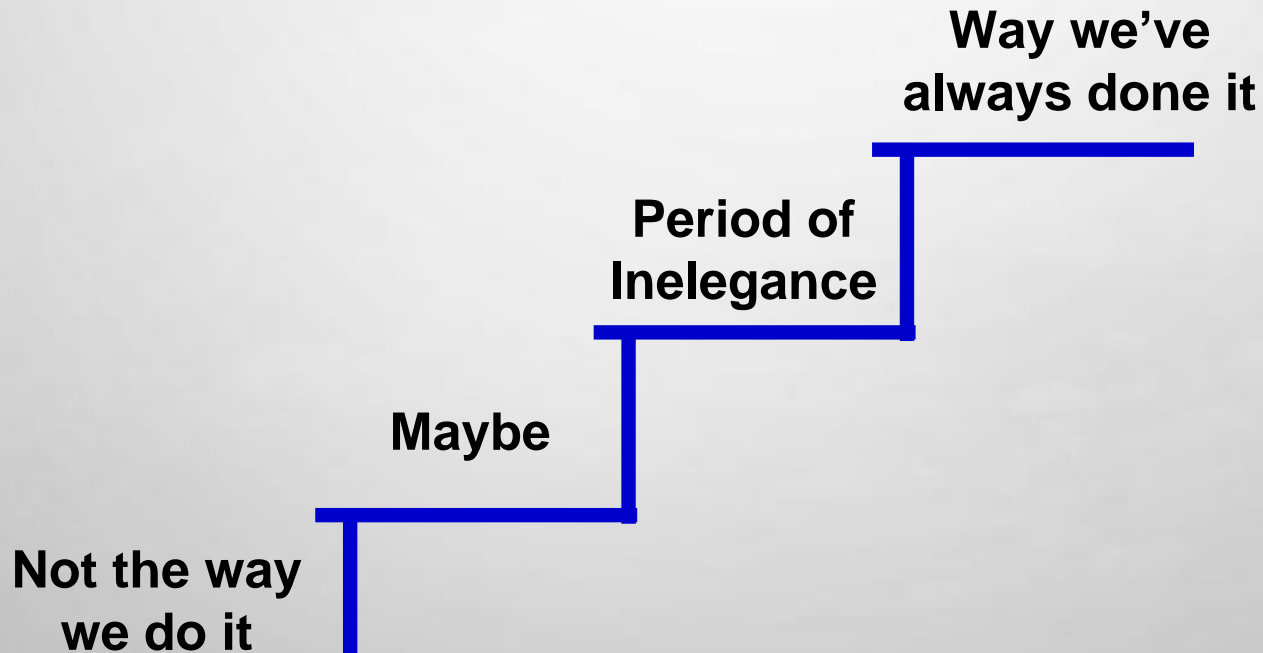 Way we’ve
always done it
Period of
Inelegance
Maybe
Not the way
we do it